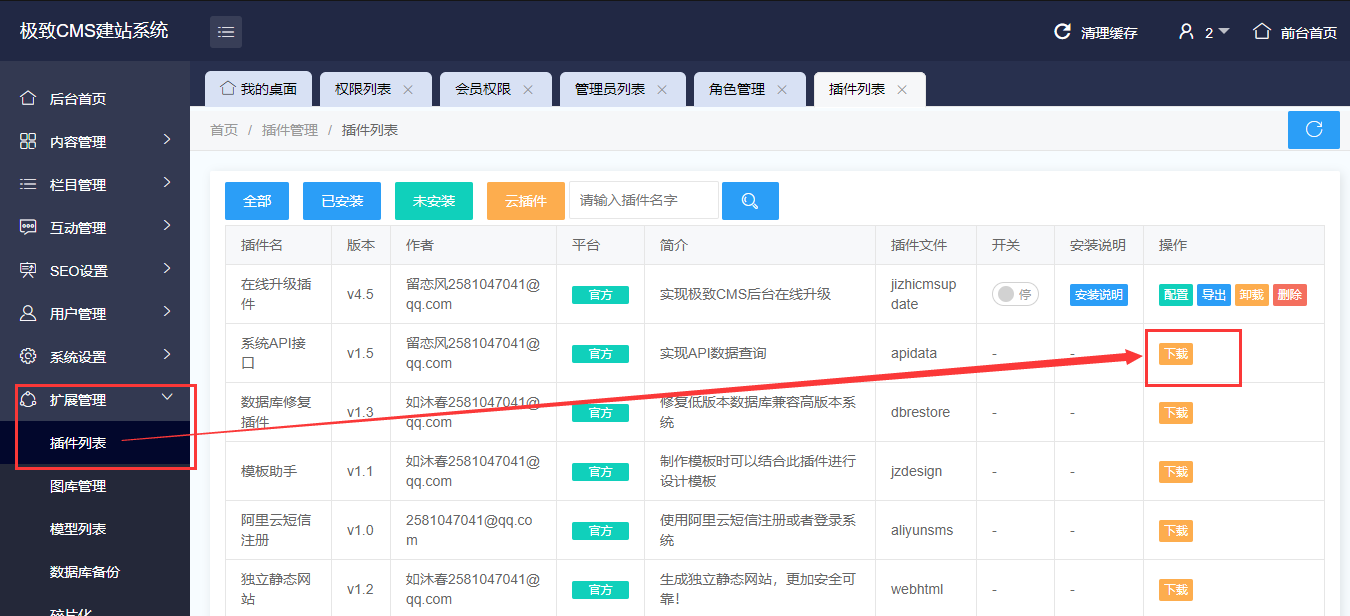 极致CMS建站系统
清理缓存
2
前台首页
我的桌面
权限列表
会员权限
管理员列表
角色管理
插件列表
首页 / 插件管理 / 插件列表
后台首页
内容管理
栏目管理
互动管理
SEO设置
用户管理
系统设置
扩展管理
插件列表
图库管理
模型列表
数据库备份
碎片化
全部
已安装
未安装
云插件
请输入插件名字
插件名 版本 作者 平台 简介 插件文件 开关 安装说明 操作
在线升级插
件
v4.5
留恋风2581047041@
qq.com
官方
实现极致CMS后台在线升级
jizhicmsup
date
停
安装说明
配置 导出 卸载 删除
系统API接
口
v1.5
留恋风2581047041@
qq.com
官方
实现API数据查询
apidata
-
-
下载
数据库修复
插件
v1.3
如沐春2581047041@
qq.com
官方
修复低版本数据库兼容高版本系
统
dbrestore
-
-
下载
模板助手
v1.1
如沐春2581047041@
qq.com
官方
制作模板时可以结合此插件进行
设计模板
jzdesign
-
-
下载
阿里云短信
注册
v1.0
2581047041@qq.co
m
官方
使用阿里云短信注册或者登录系
统
aliyunsms
-
-
下载
独立静态网
站
v1.2
如沐春2581047041@
qq.com
官方
生成独立静态网站，更加安全可
靠！
webhtml
-
-
下载